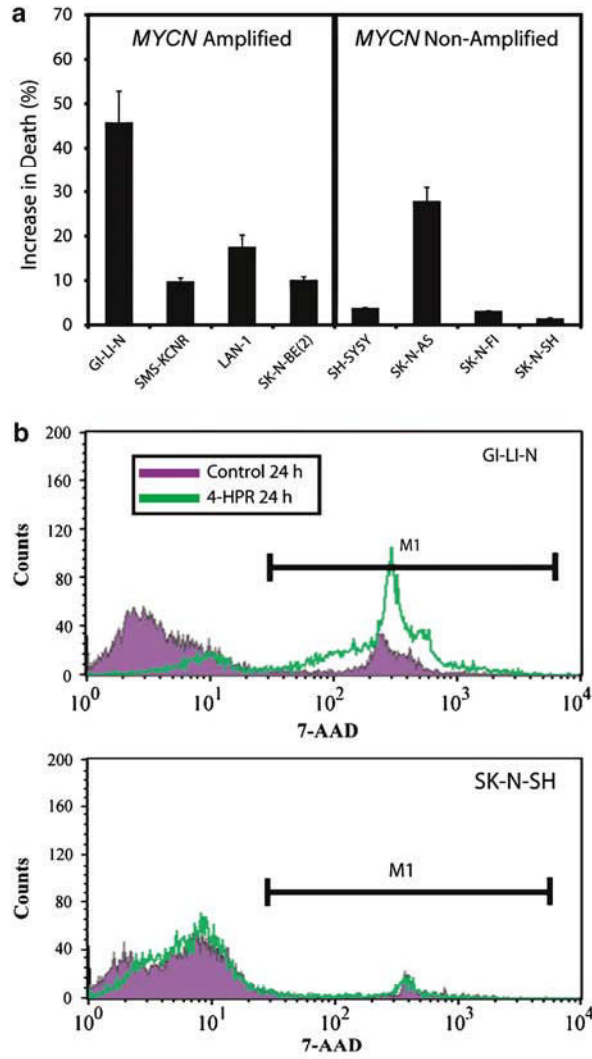 a
70
60
50
40
30
20
10
0
Increase in Death (%)
MYCN Amplified
MYCN Non-Amplified
GI-LI-N
SMS-KCNR
LAN-1
SK-N-BE(2)
SH-SY5Y
SK-N-AS
SK-N-FI
SK-N-SH
b
200
160
120
80
40
0
Counts
Control 24 h
4-HPR 24 h
GI-LI-N
M1
10^0 10^1 10^2 10^3 10^4
7-AAD
200
160
120
80
40
0
Counts
SK-N-SH
M1
10^0 10^1 10^2 10^3 10^4
7-AAD